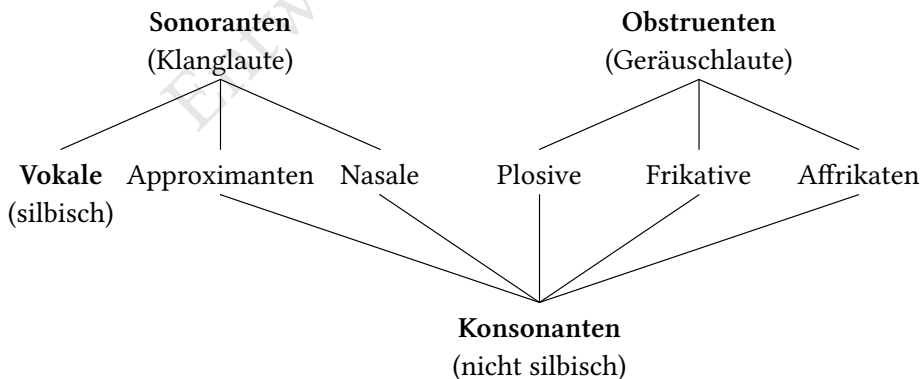 Sonoranten Obstruenten
(Klanglaute) (Geräuschlaute)
Vokale Approximanten Nasale Plosive Frikative Affrikaten
(silbisch)
Konsonanten
(nicht silbisch)